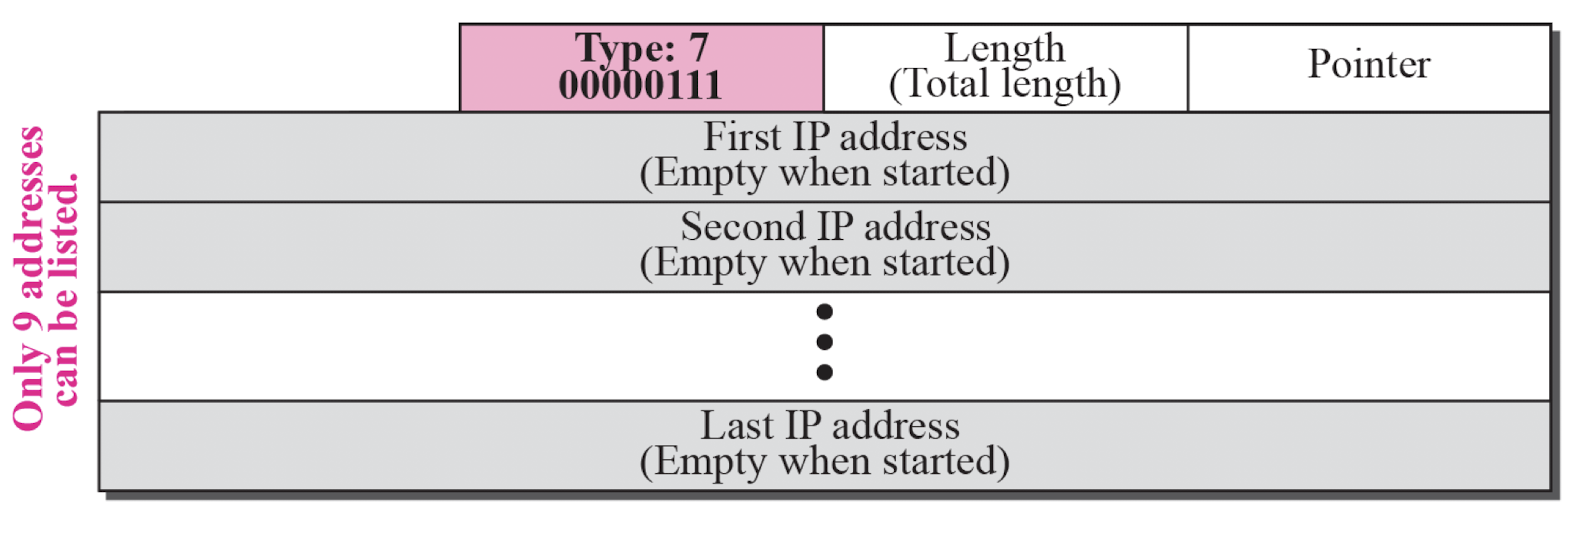 Type: 7
00000111
Length
(Total length)
Pointer
Only 9 addresses
can be listed.
First IP address
(Empty when started)
Second IP address
(Empty when started)
Last IP address
(Empty when started)